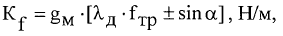 K_f = g_м · [λ_д · f_тр ± sin α] , Н/м,